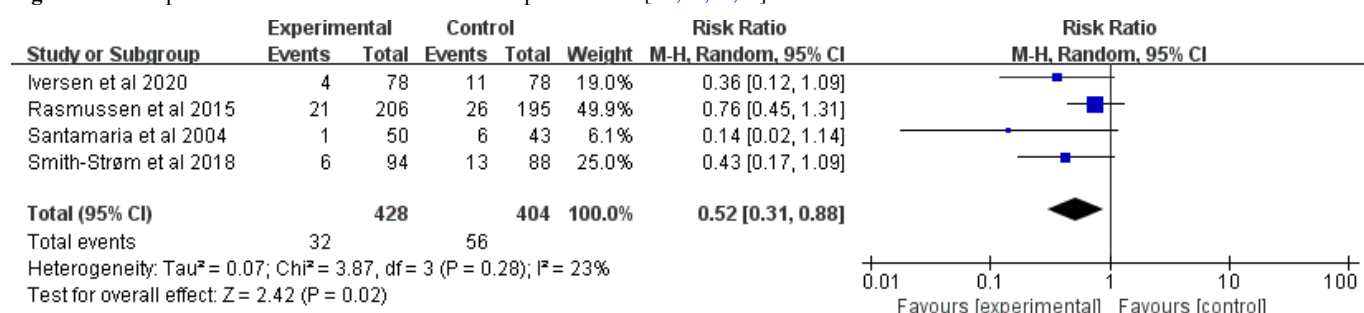 Experimental Control Risk Ratio Risk Ratio
Study or Subgroup Events Total Events Total Weight M-H, Random, 95% CI M-H, Random, 95% CI
Iversen et al 2020 4 78 11 78 19.0% 0.36 [0.12, 1.09]
Rasmussen et al 2015 21 206 26 195 49.9% 0.76 [0.45, 1.31]
Santamaria et al 2004 1 50 6 43 6.1% 0.14 [0.02, 1.14]
Smith-Strøm et al 2018 6 94 13 88 25.0% 0.43 [0.17, 1.09]
Total (95% CI) 428 404 100.0% 0.52 [0.31, 0.88]
Total events 32 56
Heterogeneity: Tau² = 0.07; Chi² = 3.87, df = 3 (P = 0.28); I² = 23%
Test for overall effect: Z = 2.42 (P = 0.02)
0.01 0.1 1 10 100
Favours [experimental] Favours [control]